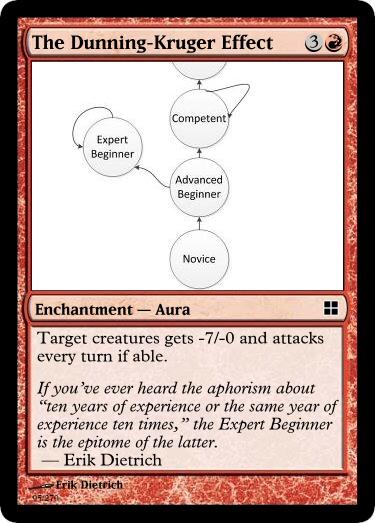 The Dunning-Kruger Effect 3
Competent
Expert
Beginner
Advanced
Beginner
Novice
Enchantment — Aura
Target creatures gets -7/-0 and attacks
every turn if able.
If you've ever heard the aphorism about
“ten years of experience or the same year of
experience ten times,” the Expert Beginner
is the epitome of the latter.
— Erik Dietrich
Erik Dietrich